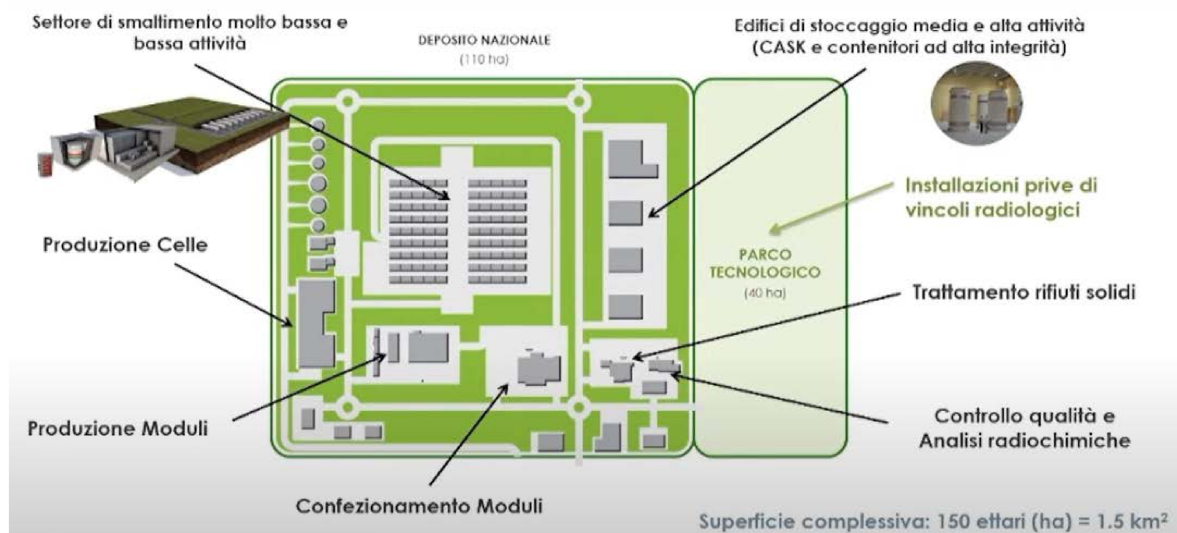 Settore di smaltimento molto bassa e
bassa attività
DEPOSITO NAZIONALE
(110 ha)
Edifici di stoccaggio media e alta attività
(CASK e contenitori ad alta integrità)
Installazioni prive di
vincoli radiologici
Produzione Celle
PARCO
TECNOLOGICO
(40 ha)
Trattamento rifiuti solidi
Produzione Moduli
Controllo qualità e
Analisi radiochimiche
Confezionamento Moduli
Superficie complessiva: 150 ettari (ha) = 1.5 km²